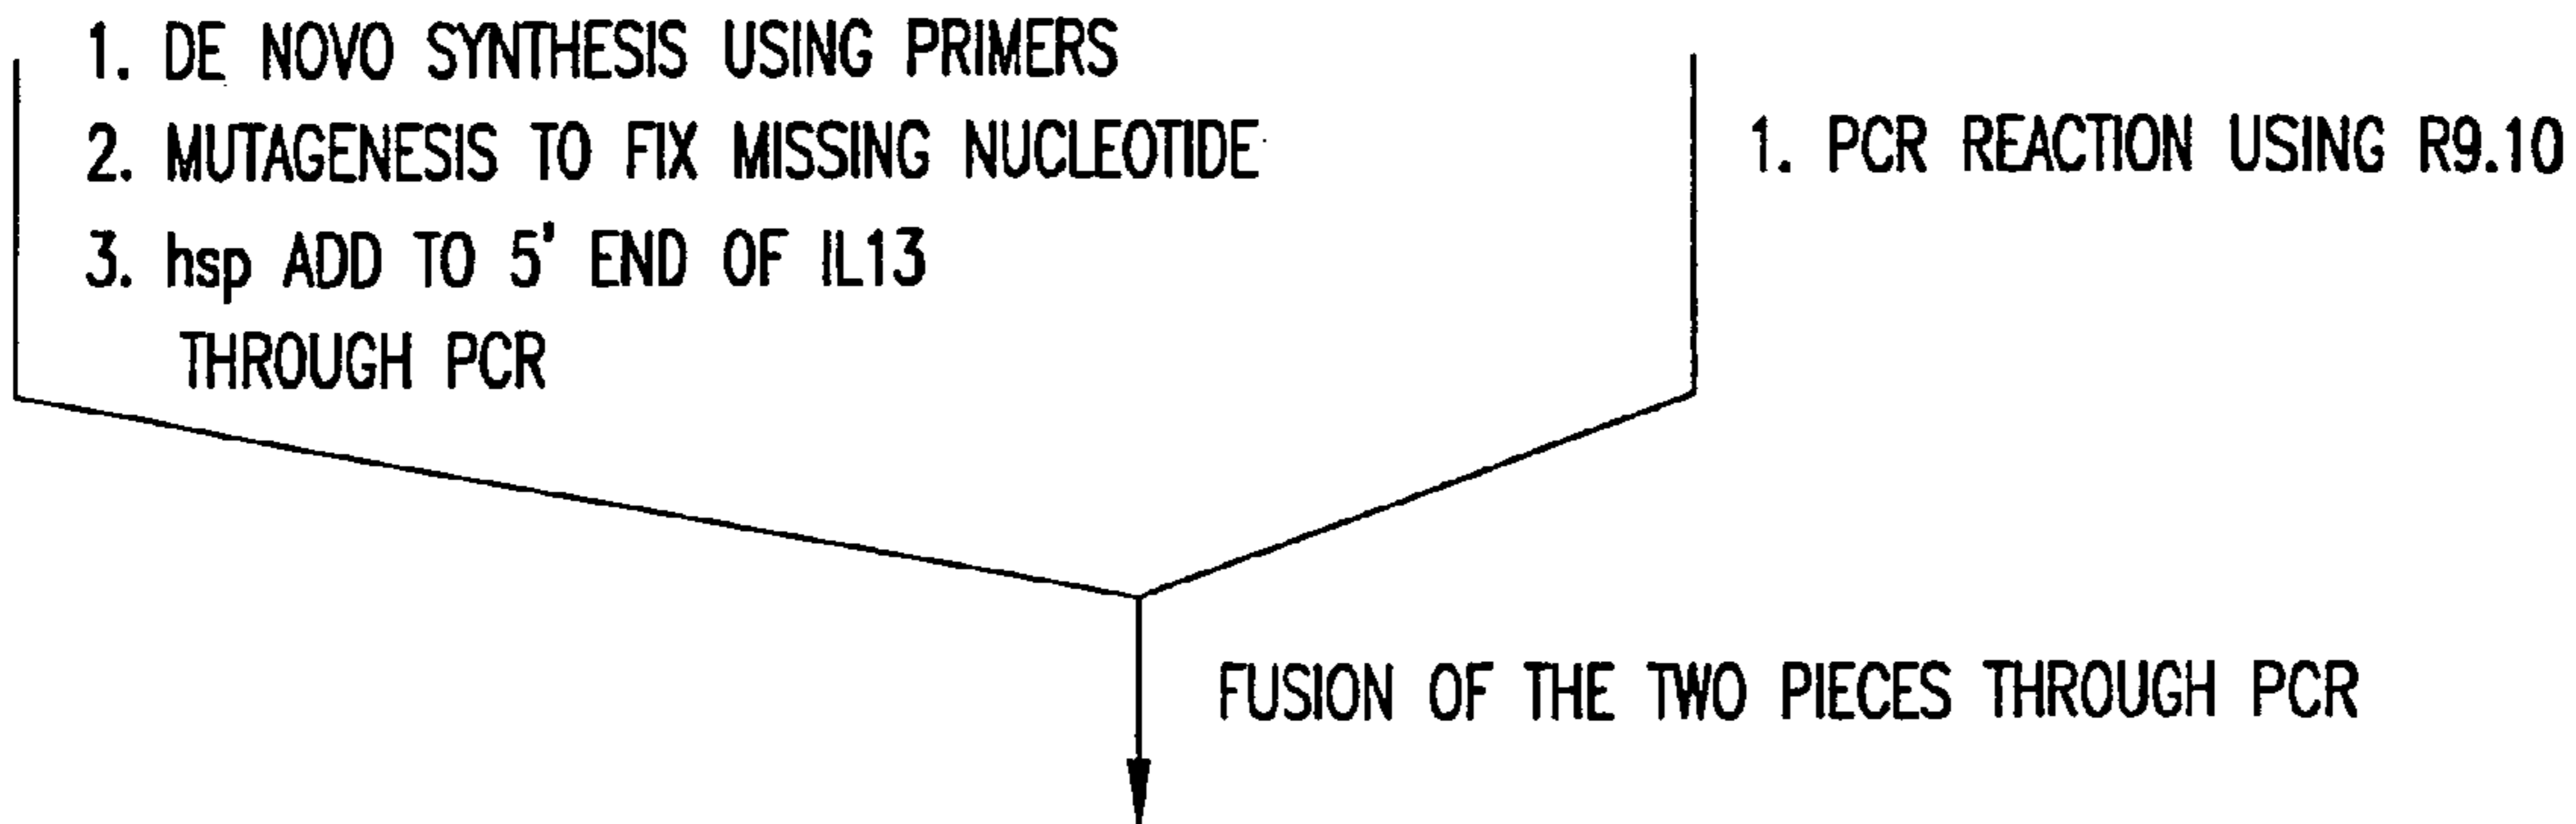 1. DE NOVO SYNTHESIS USING PRIMERS
2. MUTAGENESIS TO FIX MISSING NUCLEOTIDE
3. hsp ADD TO 5' END OF IL13
THROUGH PCR
1. PCR REACTION USING R9.10
FUSION OF THE TWO PIECES THROUGH PCR